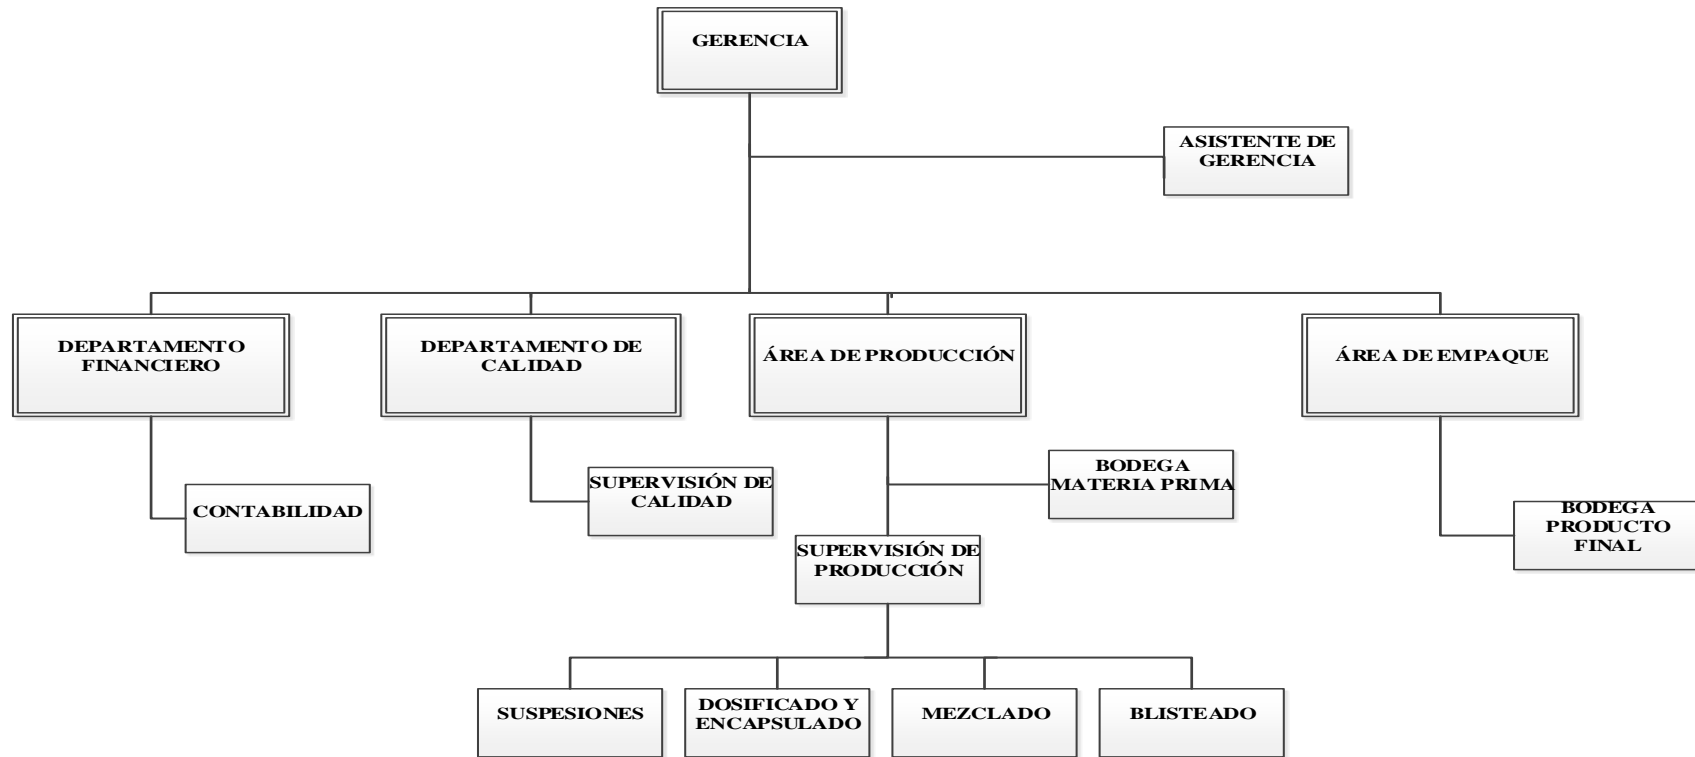 GERENCIA
ASISTENTE DE
GERENCIA
DEPARTAMENTO
FINANCIERO
DEPARTAMENTO DE
CALIDAD
ÁREA DE PRODUCCIÓN
ÁREA DE EMPAQUE
CONTABILIDAD
SUPERVISIÓN DE
CALIDAD
BODEGA
MATERIA PRIMA
BODEGA
PRODUCTO
FINAL
SUPERVISIÓN DE
PRODUCCIÓN
SUSPESIONES
DOSIFICADO Y
ENCAPSULADO
MEZCLADO
BLISTEADO